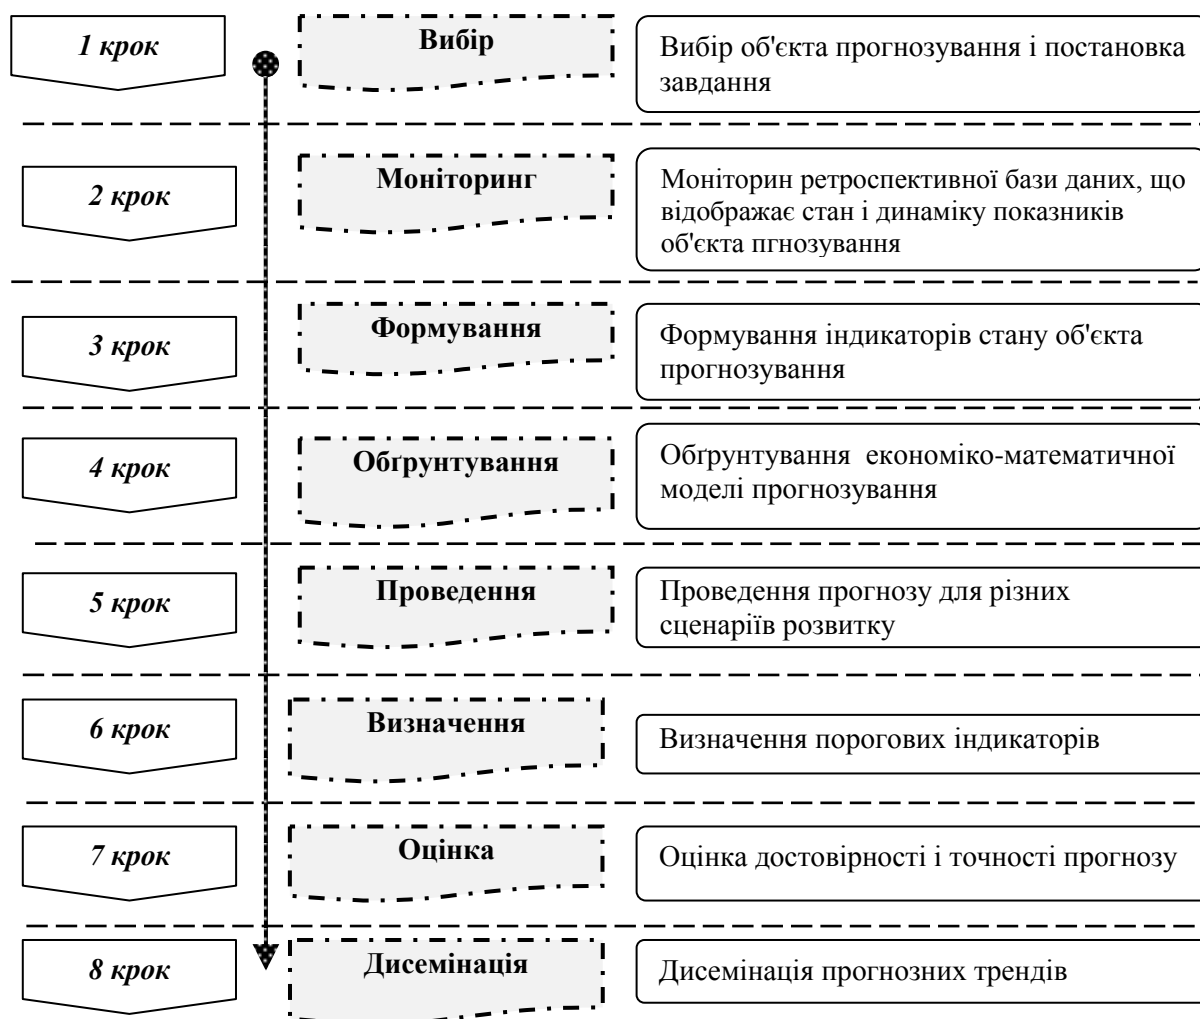 1 крок
Вибір
Вибір об'єкта прогнозування і постановка
завдання
2 крок
Моніторинг
Моніторин ретроспективної бази даних, що
відображає стан і динаміку показників
об'єкта пгнозування
3 крок
Формування
Формування індикаторів стану об'єкта
прогнозування
4 крок
Обґрунтування
Обґрунтування економіко-математичної
моделі прогнозування
5 крок
Проведення
Проведення прогнозу для різних
сценаріїв розвитку
6 крок
Визначення
Визначення порогових індикаторів
7 крок
Оцінка
Оцінка достовірності і точності прогнозу
8 крок
Дисемінація
Дисемінація прогнозних трендів